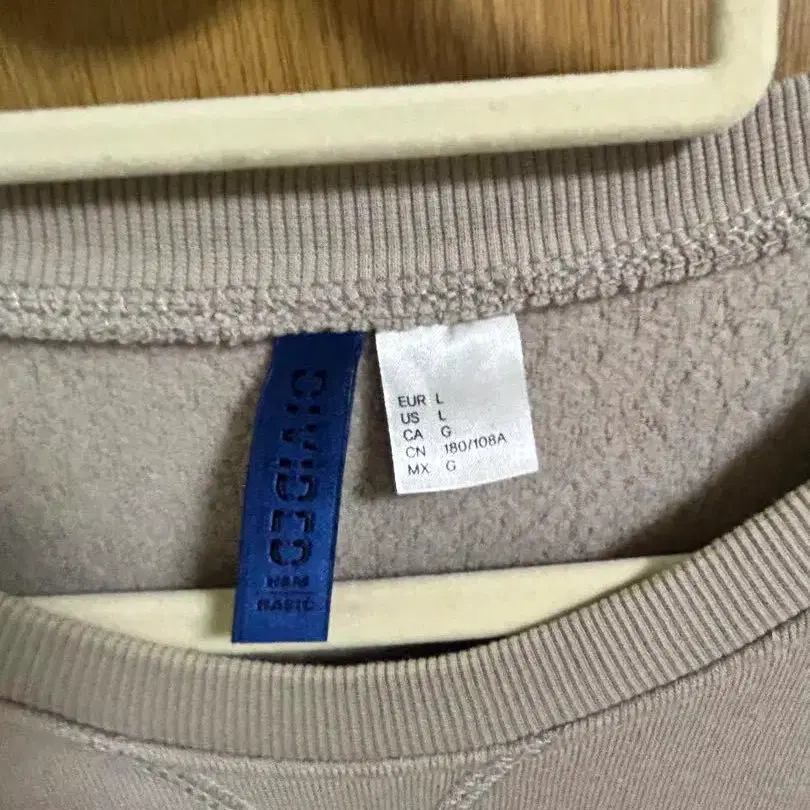 DIVIDED
H&M
BASIC
EUR L
US L
CA G
CN 180/108A
MX G